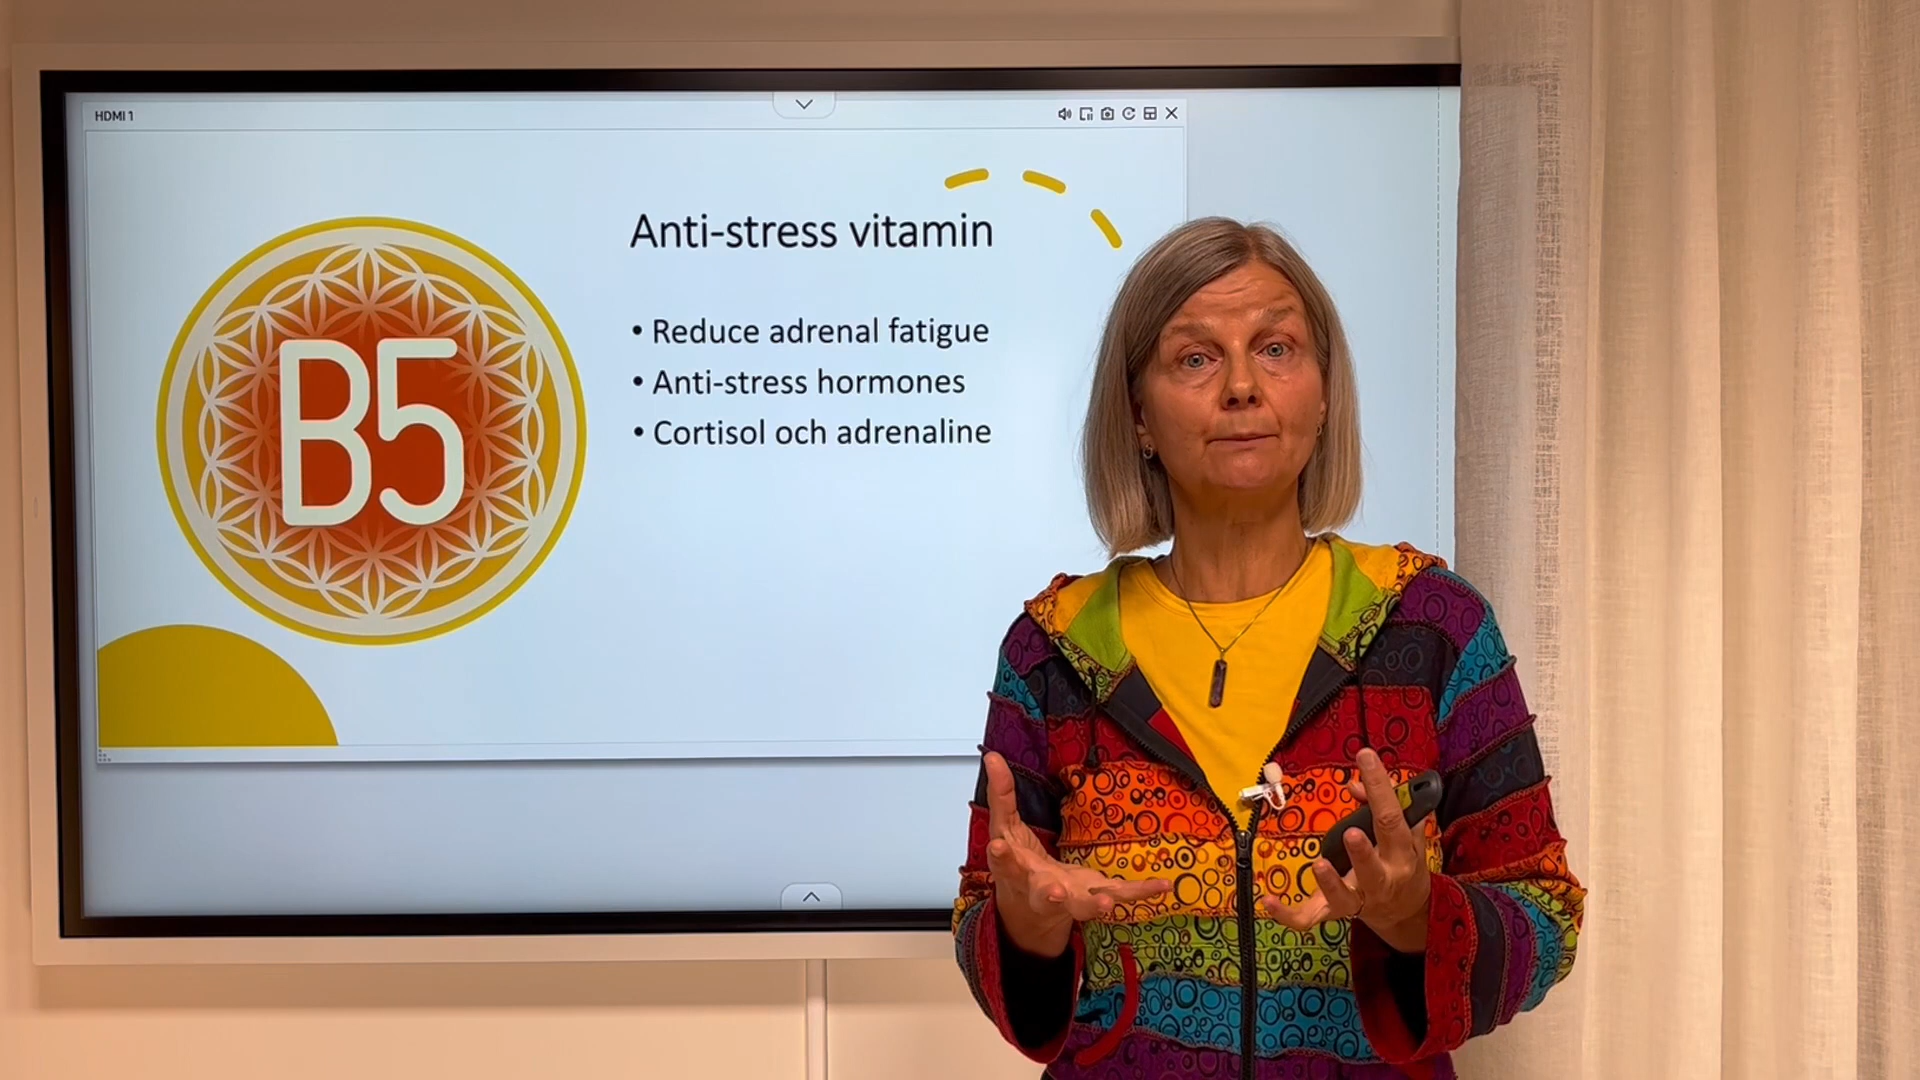 HDMI 1
B5
Anti-stress vitamin
• Reduce adrenal fatigue
• Anti-stress hormones
• Cortisol och adrenaline